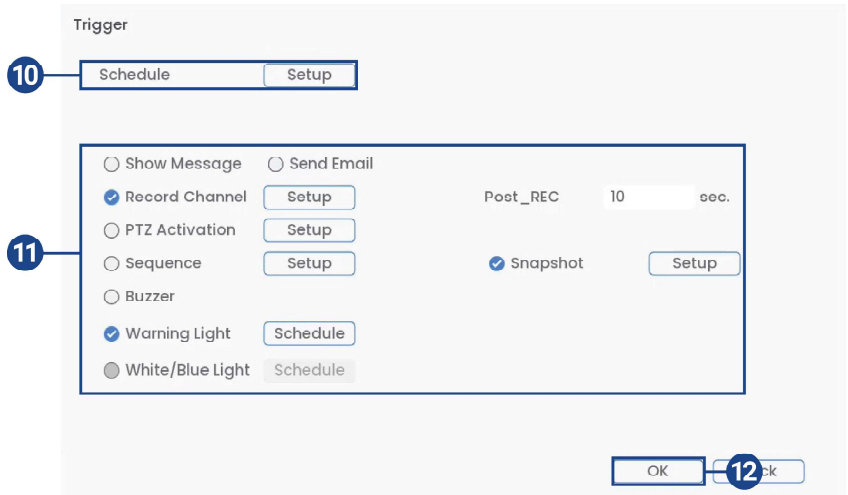 Trigger
10 Schedule Setup
Show Message Send Email
Record Channel Setup Post_REC 10 sec.
PTZ Activation Setup
11 Sequence Setup Snapshot Setup
Buzzer
Warning Light Schedule
White/Blue Light Schedule
OK 12 ck